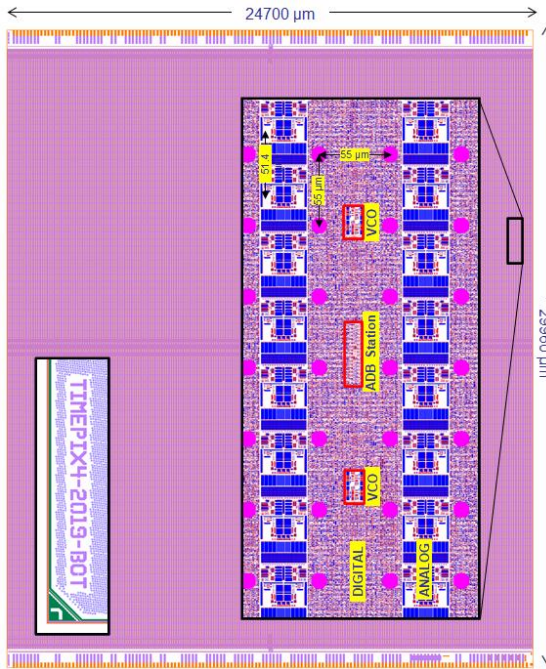 24700 µm
29960 µm
51.4
55 µm
55 µm
VCO
ADB Station
VCO
DIGITAL
ANALOG
TIMEPIX4-2019-BOT